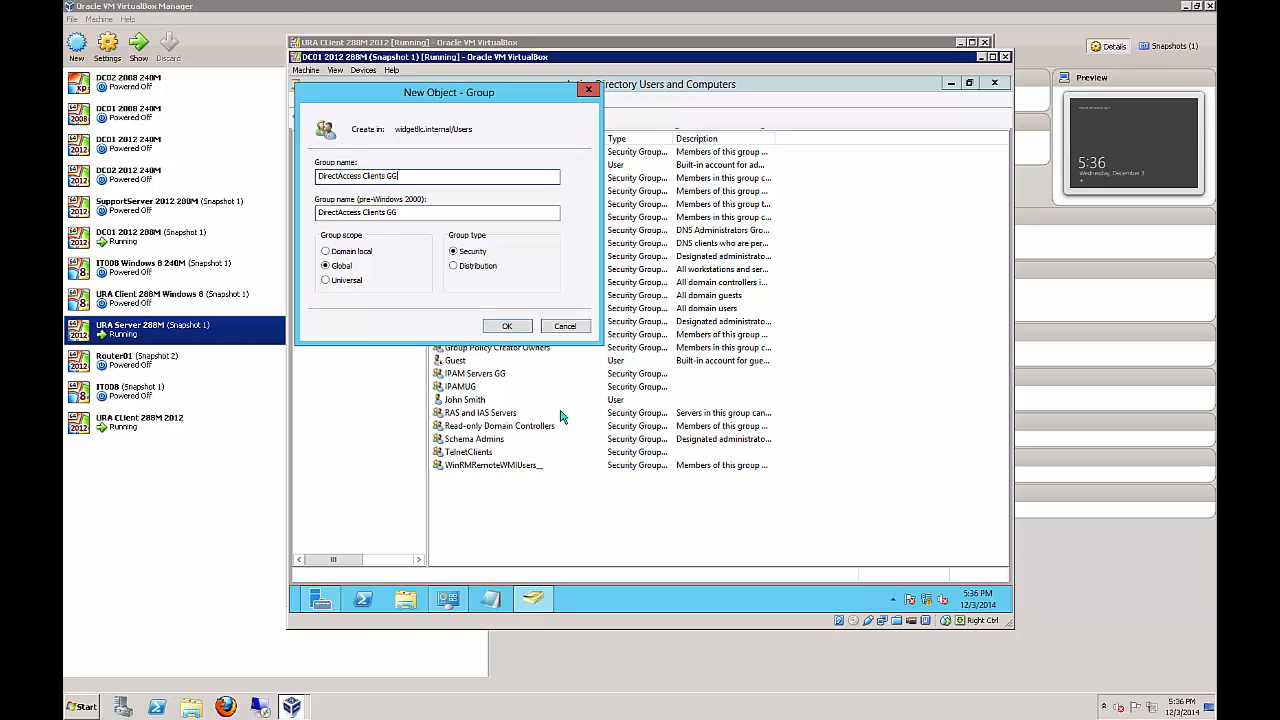 Oracle VM VirtualBox Manager
File Machine Help
New Settings Show Discard
Details Snapshots (1)
DC02 2008 240M
Powered Off
DC01 2008 240M
Powered Off
DC01 2012 240M
Powered Off
DC02 2012 240M
Powered Off
SupportServer 2012 288M (Snapshot 1)
Powered Off
DC01 2012 288M (Snapshot 1)
Running
IT008 Windows 8 240M
Powered Off
URA Client 288M Windows 8 (Snapshot 1)
Powered Off
URA Server 288M (Snapshot 1)
Running
Router01 (Snapshot 2)
Powered Off
IT008 (Snapshot 1)
Powered Off
URA CLient 288M 2012
Running
URA CLient 288M 2012 [Running] - Oracle VM VirtualBox
DC01 2012 288M (Snapshot 1) [Running] - Oracle VM VirtualBox
Machine View Devices Help
Active Directory Users and Computers
New Object - Group
Create in: widgetllc.internal/Users
Group name:
DirectAccess Clients GG
Group name (pre-Windows 2000):
DirectAccess Clients GG
Group scope
Domain local
Global
Universal
Group type
Security
Distribution
OK
Cancel
Type Description
Security Group... Members of this group ...
User Built-in account for ad...
Security Group... Members in this group c...
Security Group... Members of this group ...
Security Group... Members of this group t...
Security Group... Members in this group c...
Security Group... DNS Administrators Gro...
Security Group... DNS clients who are per...
Security Group... Designated administrato...
Security Group... All workstations and ser...
Security Group... All domain controllers i...
Security Group... All domain guests
Security Group... All domain users
Security Group... Designated administrato...
Security Group... Members of this group ...
Group Policy Creator Owners Security Group... Members in this group c...
Guest User Built-in account for gue...
IPAM Servers GG Security Group...
IPAMUG Security Group...
John Smith User
RAS and IAS Servers Security Group... Servers in this group can...
Read-only Domain Controllers Security Group... Members of this group ...
Schema Admins Security Group... Designated administrato...
TelnetClients Security Group...
WinRMRemoteWMIUsers__ Security Group... Members of this group ...
5:36 PM
12/3/2014
Right Ctrl
Preview
5:36
Wednesday, December 3
Start
5:36 PM
12/3/2014